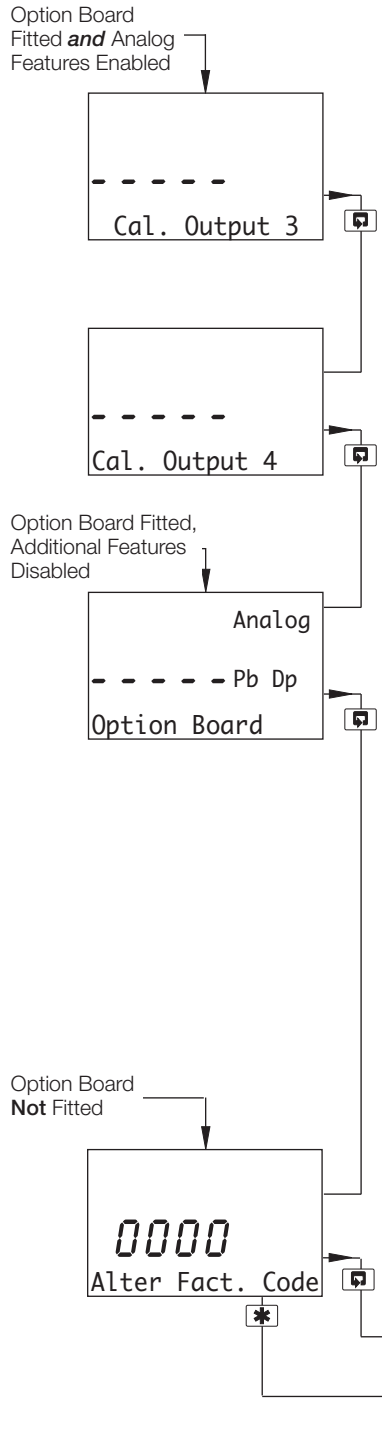 Option Board
Fitted and Analog
Features Enabled
- - - - -
Cal. Output 3
- - - - -
Cal. Output 4
Option Board Fitted,
Additional Features
Disabled
Analog
- - - - - Pb Dp
Option Board
Option Board
Not Fitted
0000
Alter Fact. Code